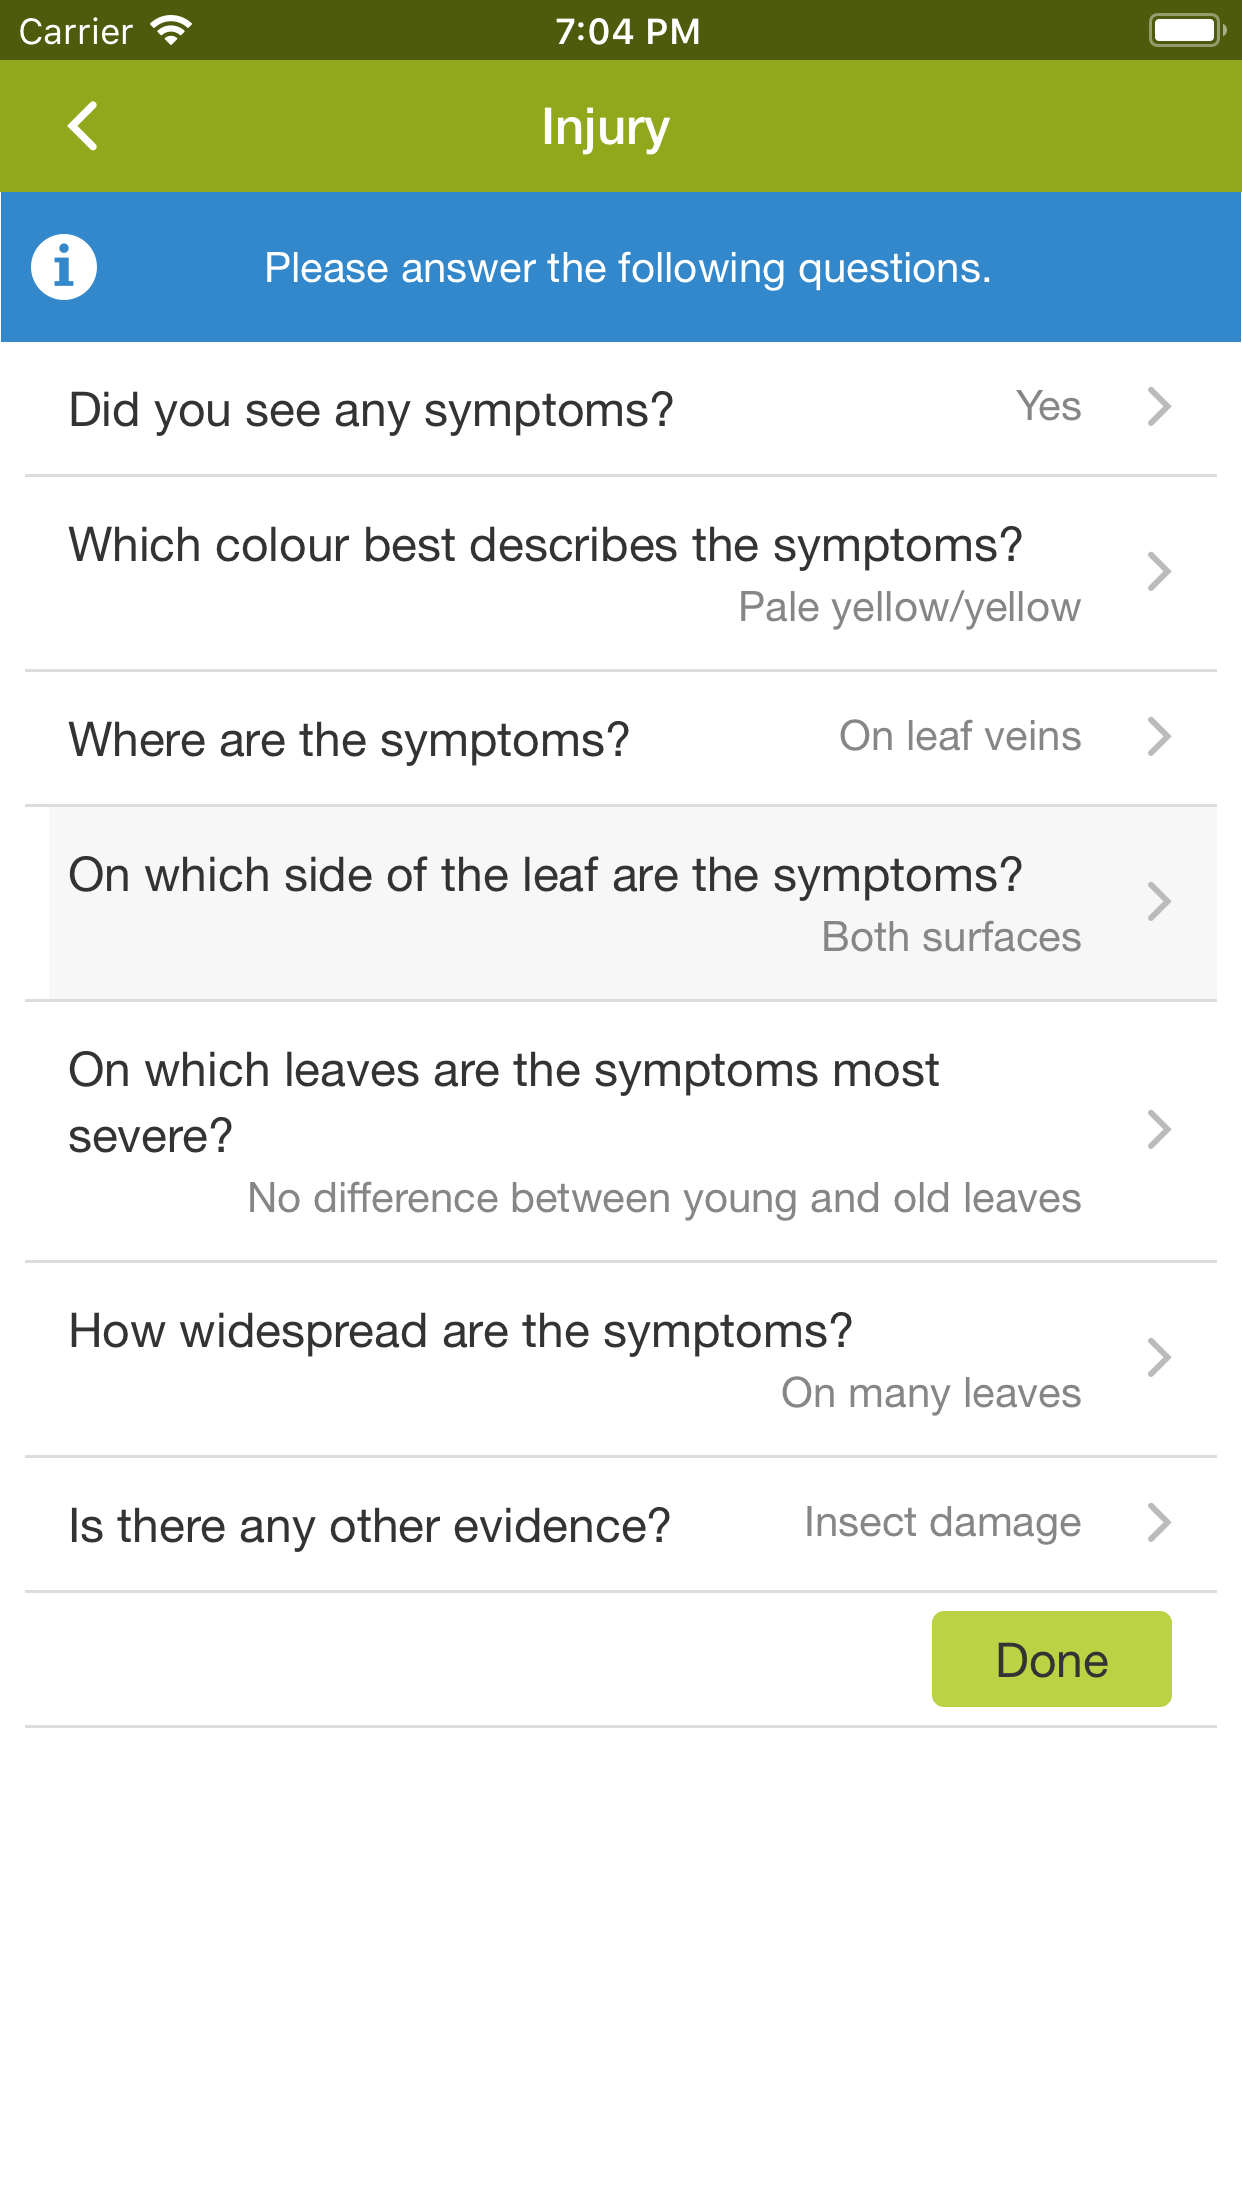 Carrier 7:04 PM
Injury
i Please answer the following questions.
Did you see any symptoms? Yes
Which colour best describes the symptoms?
Pale yellow/yellow
Where are the symptoms? On leaf veins
On which side of the leaf are the symptoms?
Both surfaces
On which leaves are the symptoms most
severe?
No difference between young and old leaves
How widespread are the symptoms?
On many leaves
Is there any other evidence? Insect damage
Done